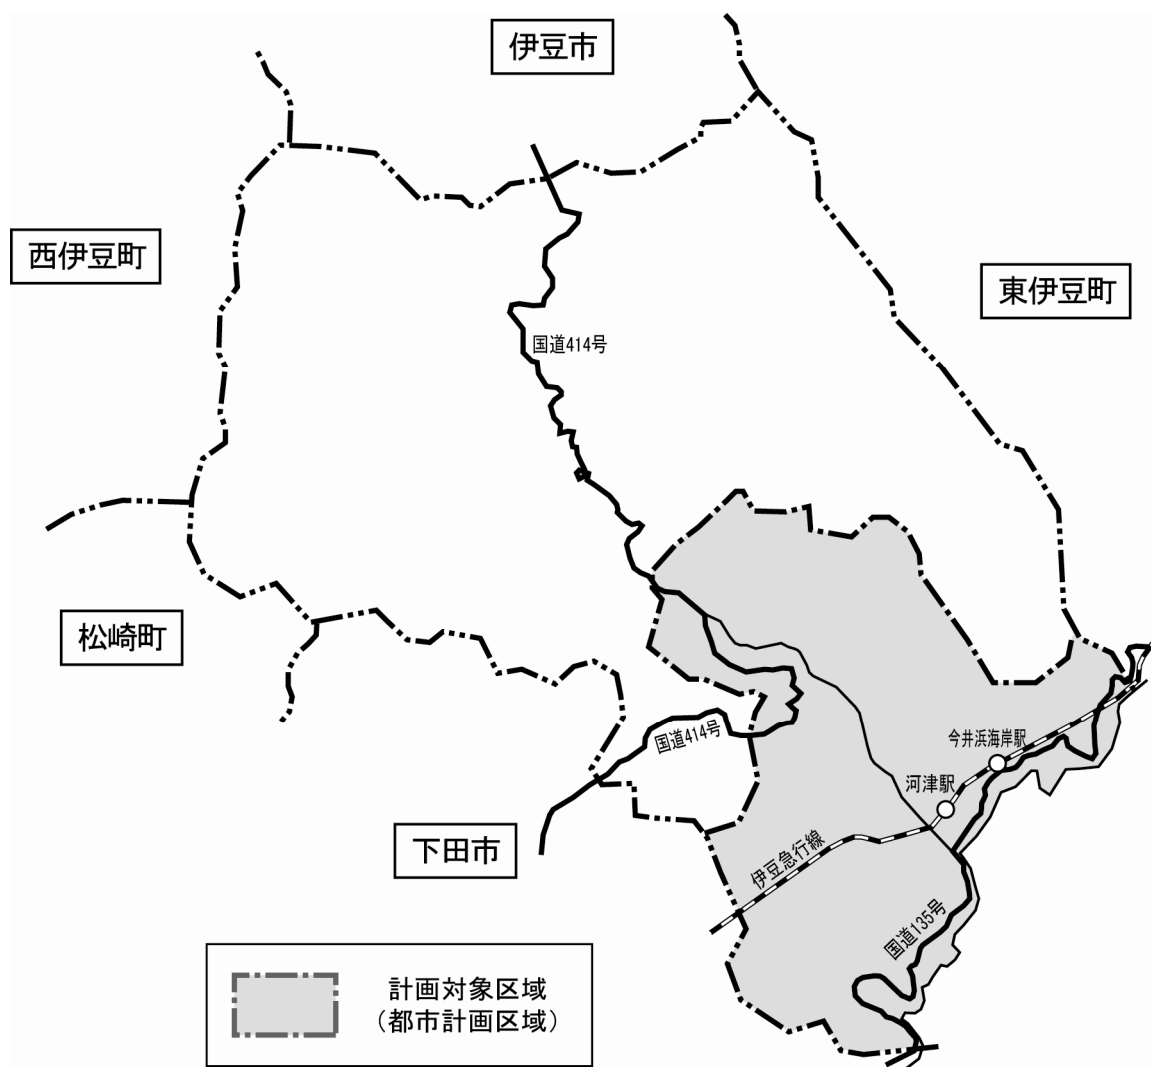 伊豆市
西伊豆町
東伊豆町
国道414号
松崎町
国道414号
今井浜海岸駅
河津駅
下田市
伊豆急行線
国道135号
計画対象区域
（都市計画区域）